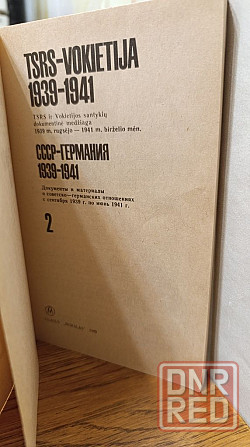 TSRS-VOKIETIJA
1939-1941
TSRS ir Vokietijos santykių
dokumentinė medžiaga
1939 m. rugsėjo — 1941 m. birželio mėn.
СССР-ГЕРМАНИЯ
1939-1941
Документы и материалы
о советско—германских отношениях
с сентября 1939 г. по июнь 1941 г.
2
DNR
RED